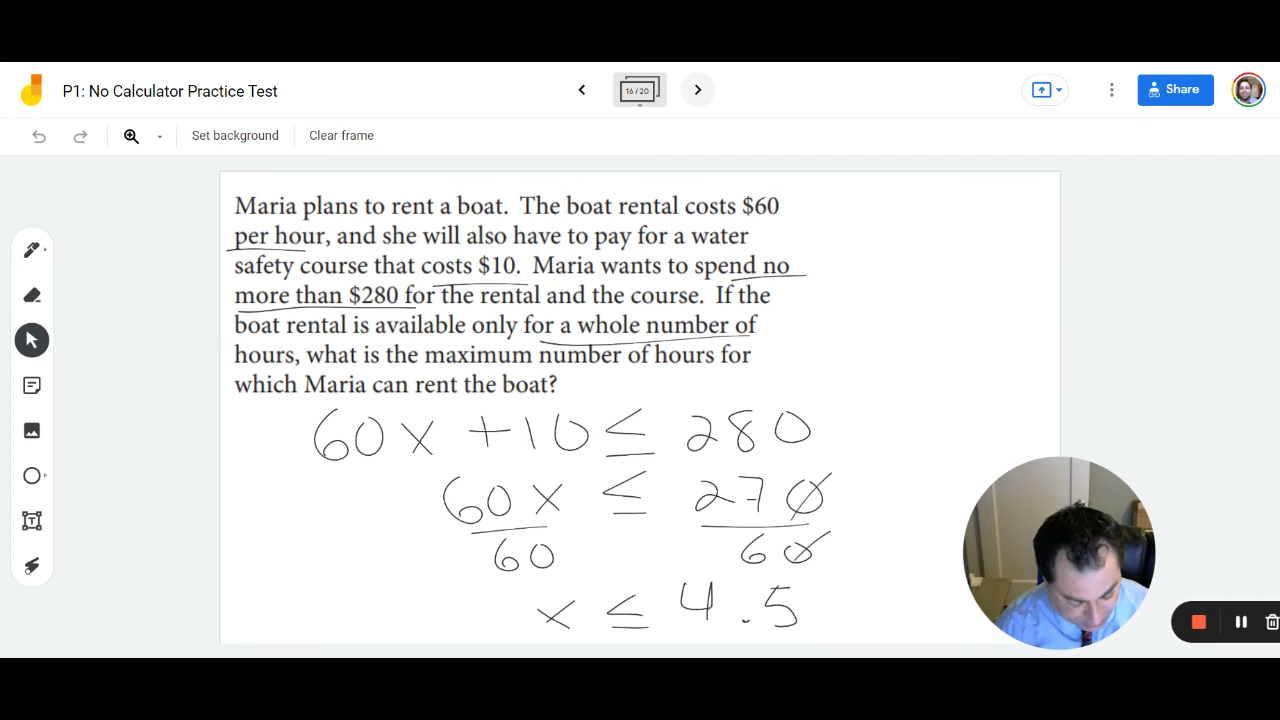 P1: No Calculator Practice Test
16 / 20
Share
Set background
Clear frame
Maria plans to rent a boat. The boat rental costs $60
per hour, and she will also have to pay for a water
safety course that costs $10. Maria wants to spend no
more than $280 for the rental and the course. If the
boat rental is available only for a whole number of
hours, what is the maximum number of hours for
which Maria can rent the boat?
60x +10 ≤ 280
60x ≤ 270
60 60
x ≤ 4.5